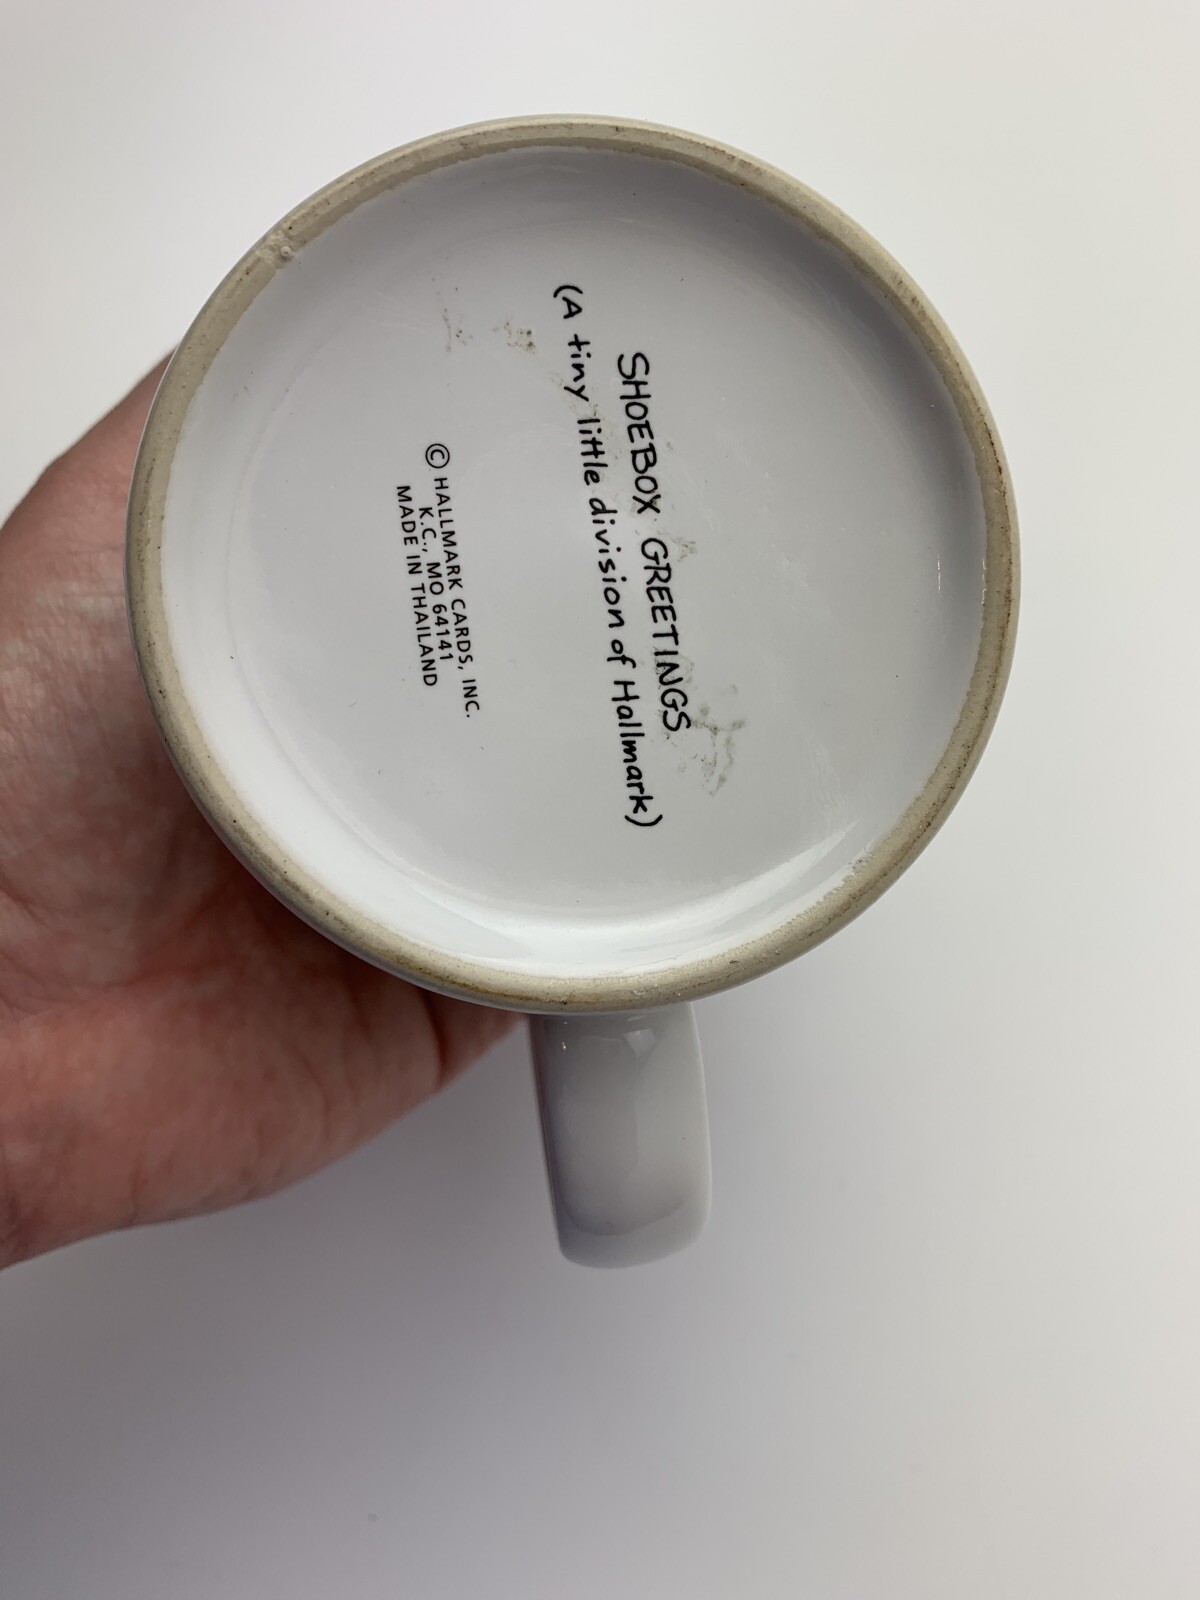 SHOEBOX GREETINGS
(A tiny little division of Hallmark)
© HALLMARK CARDS, INC.
K.C., MO 64141
MADE IN THAILAND